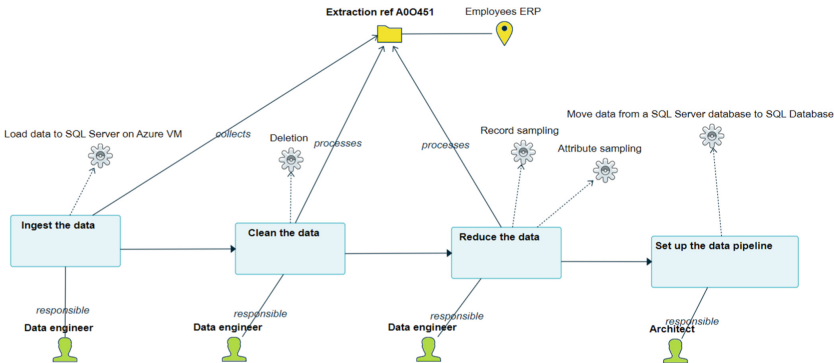 Extraction ref A0O451
Employees ERP
Move data from a SQL Server database to SQL Database
Load data to SQL Server on Azure VM
collects
Deletion
processes
processes
Record sampling
Attribute sampling
Ingest the data
Clean the data
Reduce the data
Set up the data pipeline
responsible
responsible
responsible
responsible
Data engineer
Data engineer
Data engineer
Architect